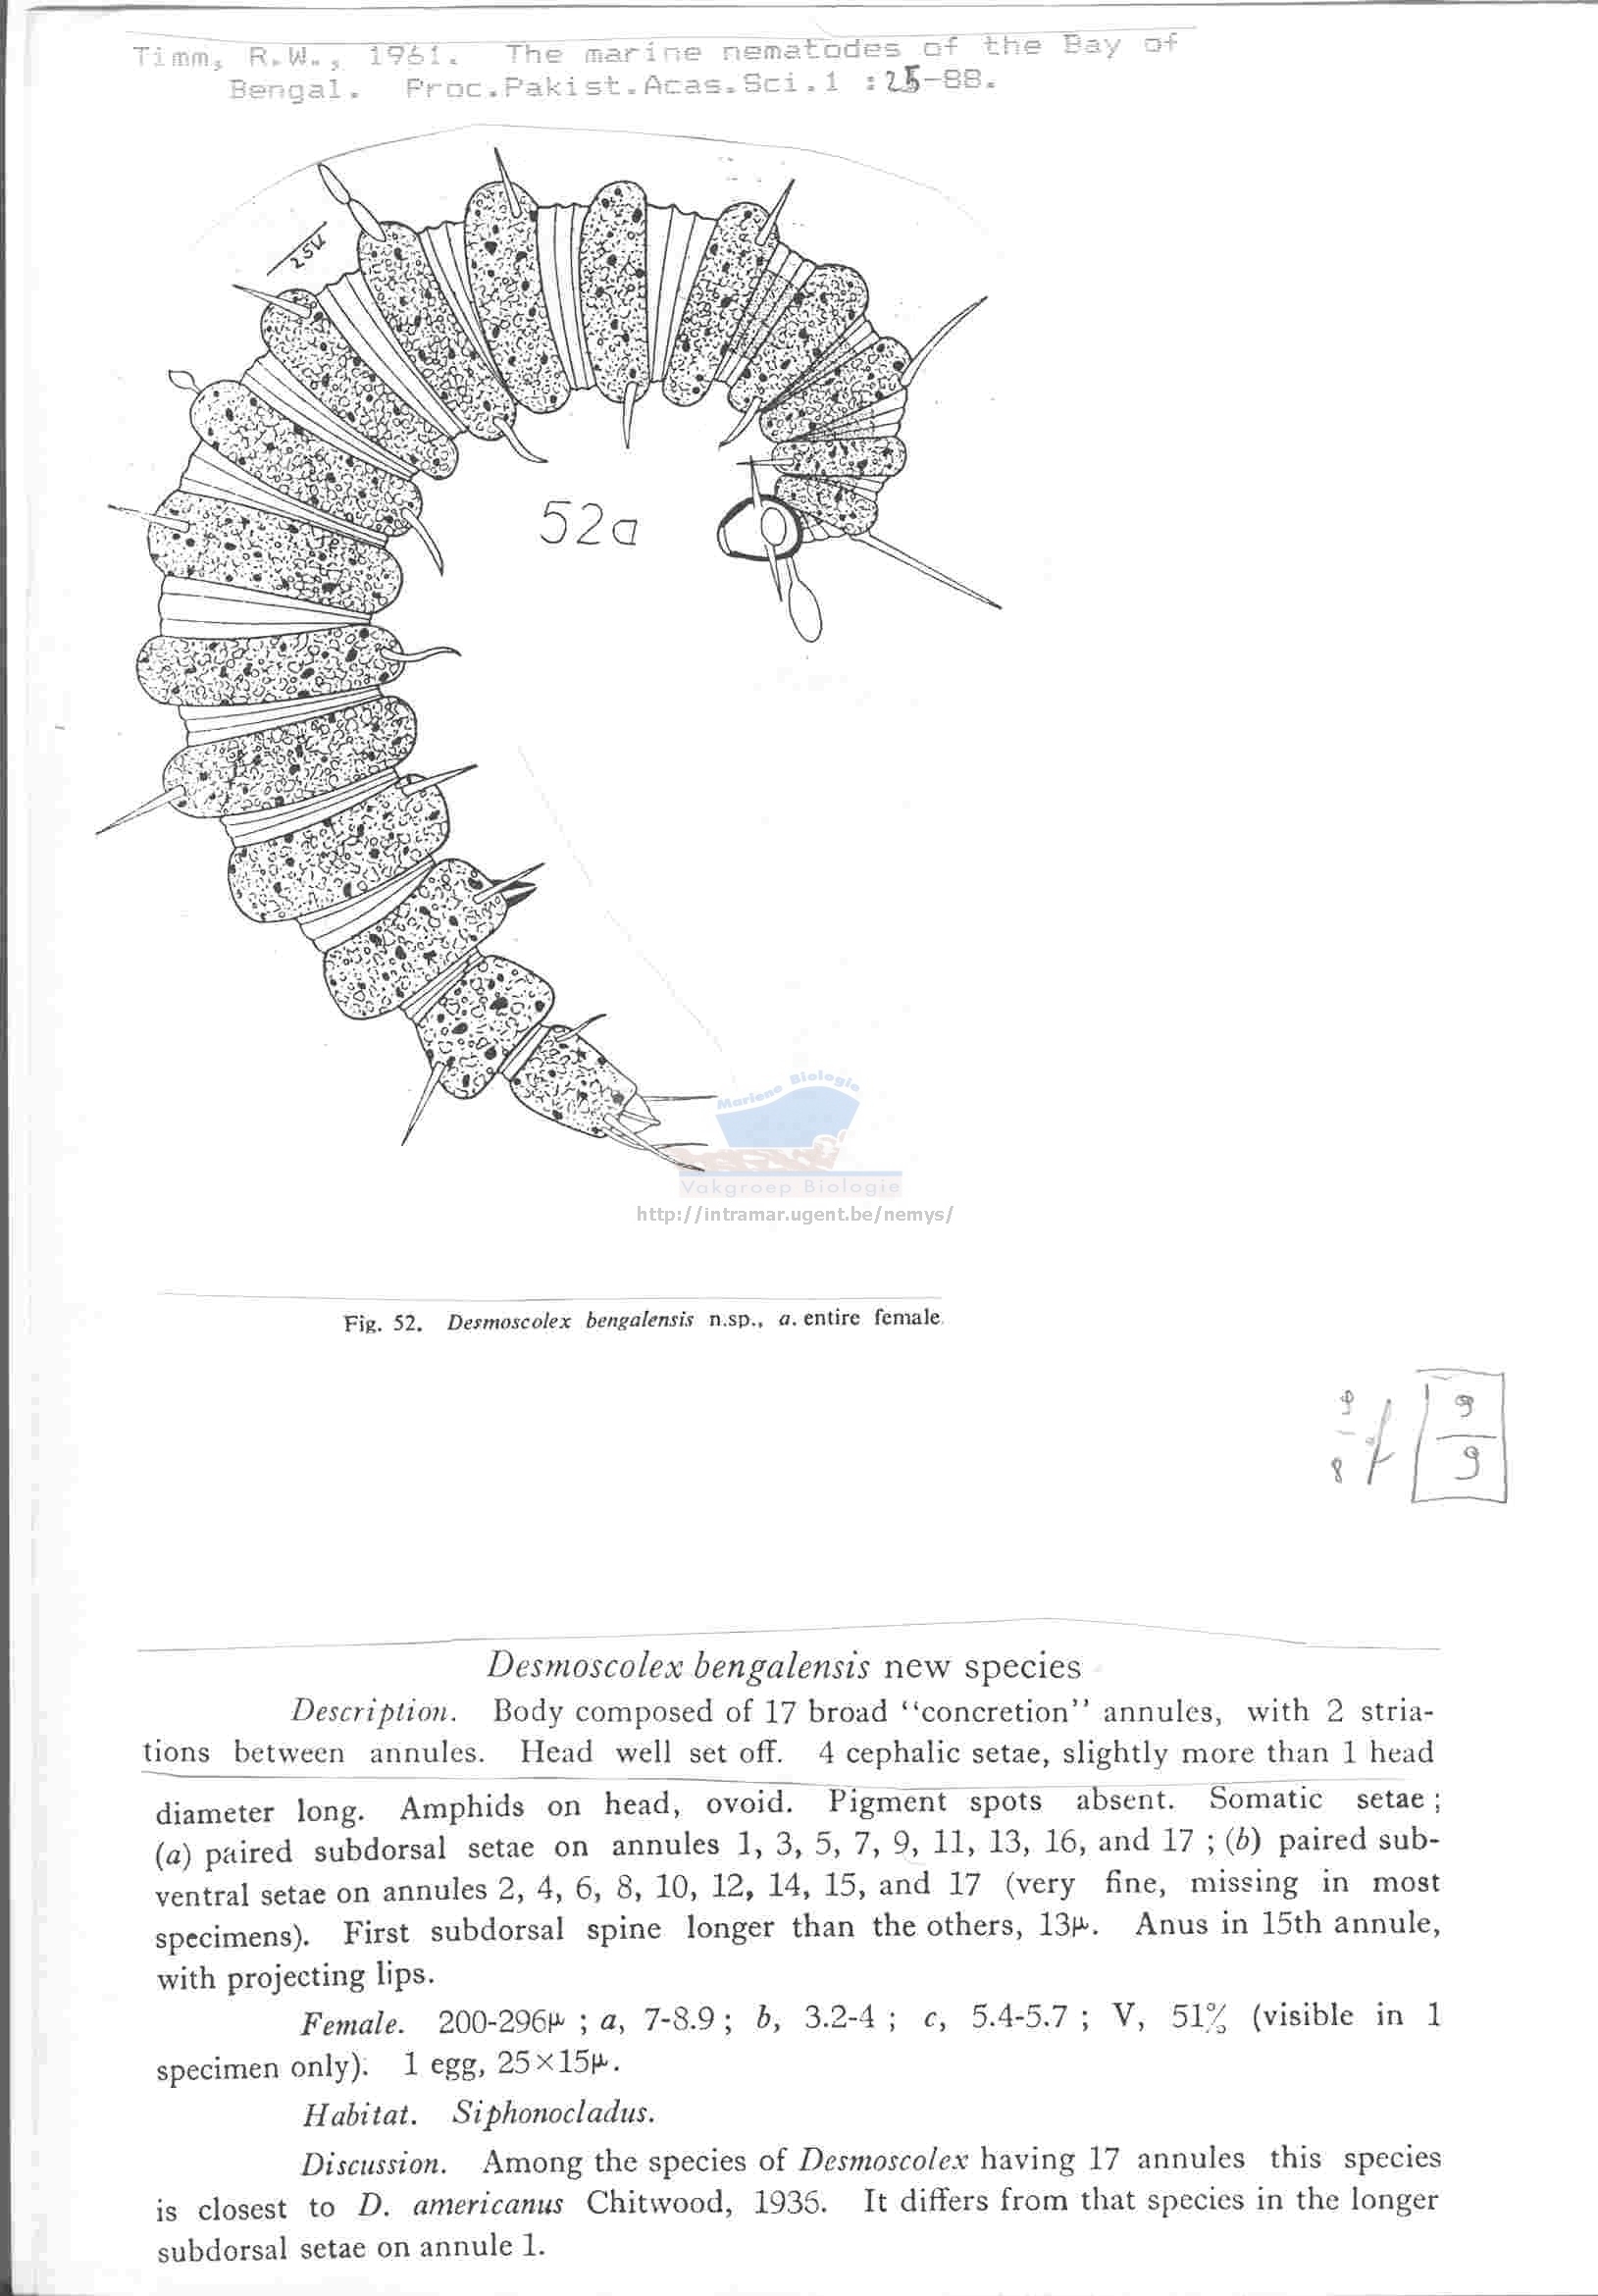 Timm, R.W., 1961. The marine nematodes of the Bay of
Bengal. Proc.Pakist.Acas.Sci.1 :25-88.
25µ
52a
Mariene Biologie
Vakgroep Biologie
http://intramar.ugent.be/nemys/
Fig. 52. Desmoscolex bengalensis n.sp., a. entire female.
9
8
9
9
Desmoscolex bengalensis new species
Description. Body composed of 17 broad “concretion” annules, with 2 stria-
tions between annules. Head well set off. 4 cephalic setae, slightly more than 1 head
diameter long. Amphids on head, ovoid. Pigment spots absent. Somatic setae ;
(a) paired subdorsal setae on annules 1, 3, 5, 7, 9, 11, 13, 16, and 17 ; (b) paired sub-
ventral setae on annules 2, 4, 6, 8, 10, 12, 14, 15, and 17 (very fine, missing in most
specimens). First subdorsal spine longer than the others, 13µ. Anus in 15th annule,
with projecting lips.
Female. 200-296µ ; a, 7-8.9 ; b, 3.2-4 ; c, 5.4-5.7 ; V, 51% (visible in 1
specimen only). 1 egg, 25×15µ.
Habitat. Siphonocladus.
Discussion. Among the species of Desmoscolex having 17 annules this species
is closest to D. americanus Chitwood, 1936. It differs from that species in the longer
subdorsal setae on annule 1.